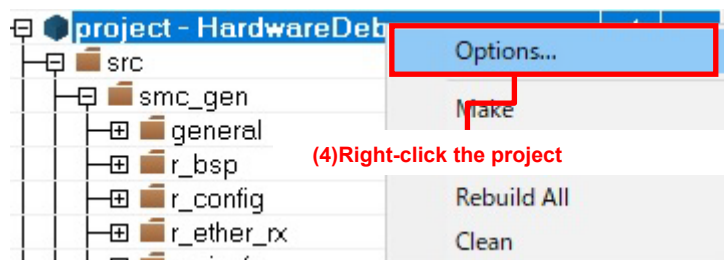 project - HardwareDeb
Options...
src
smc_gen
Make
general
(4)Right-click the project
r_bsp
r_config
Rebuild All
r_ether_rx
Clean